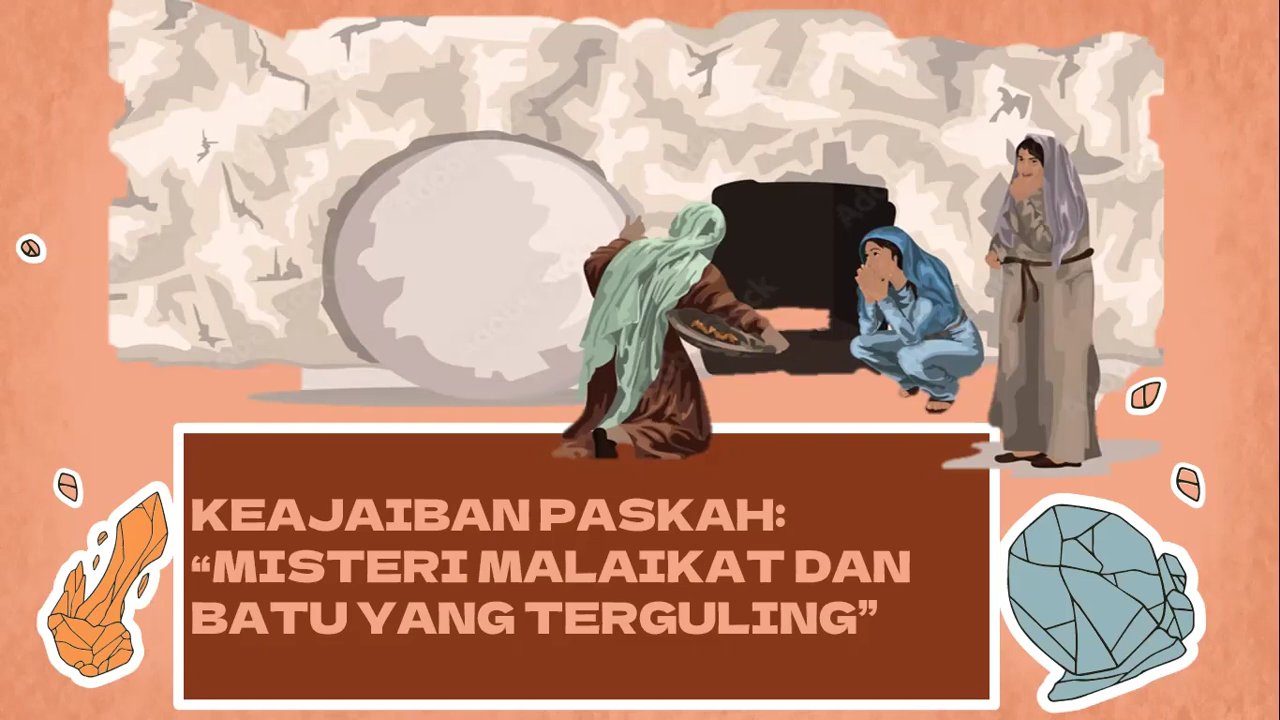 KEAJAIBAN PASKAH:
“MISTERI MALAIKAT DAN
BATU YANG TERGULING”